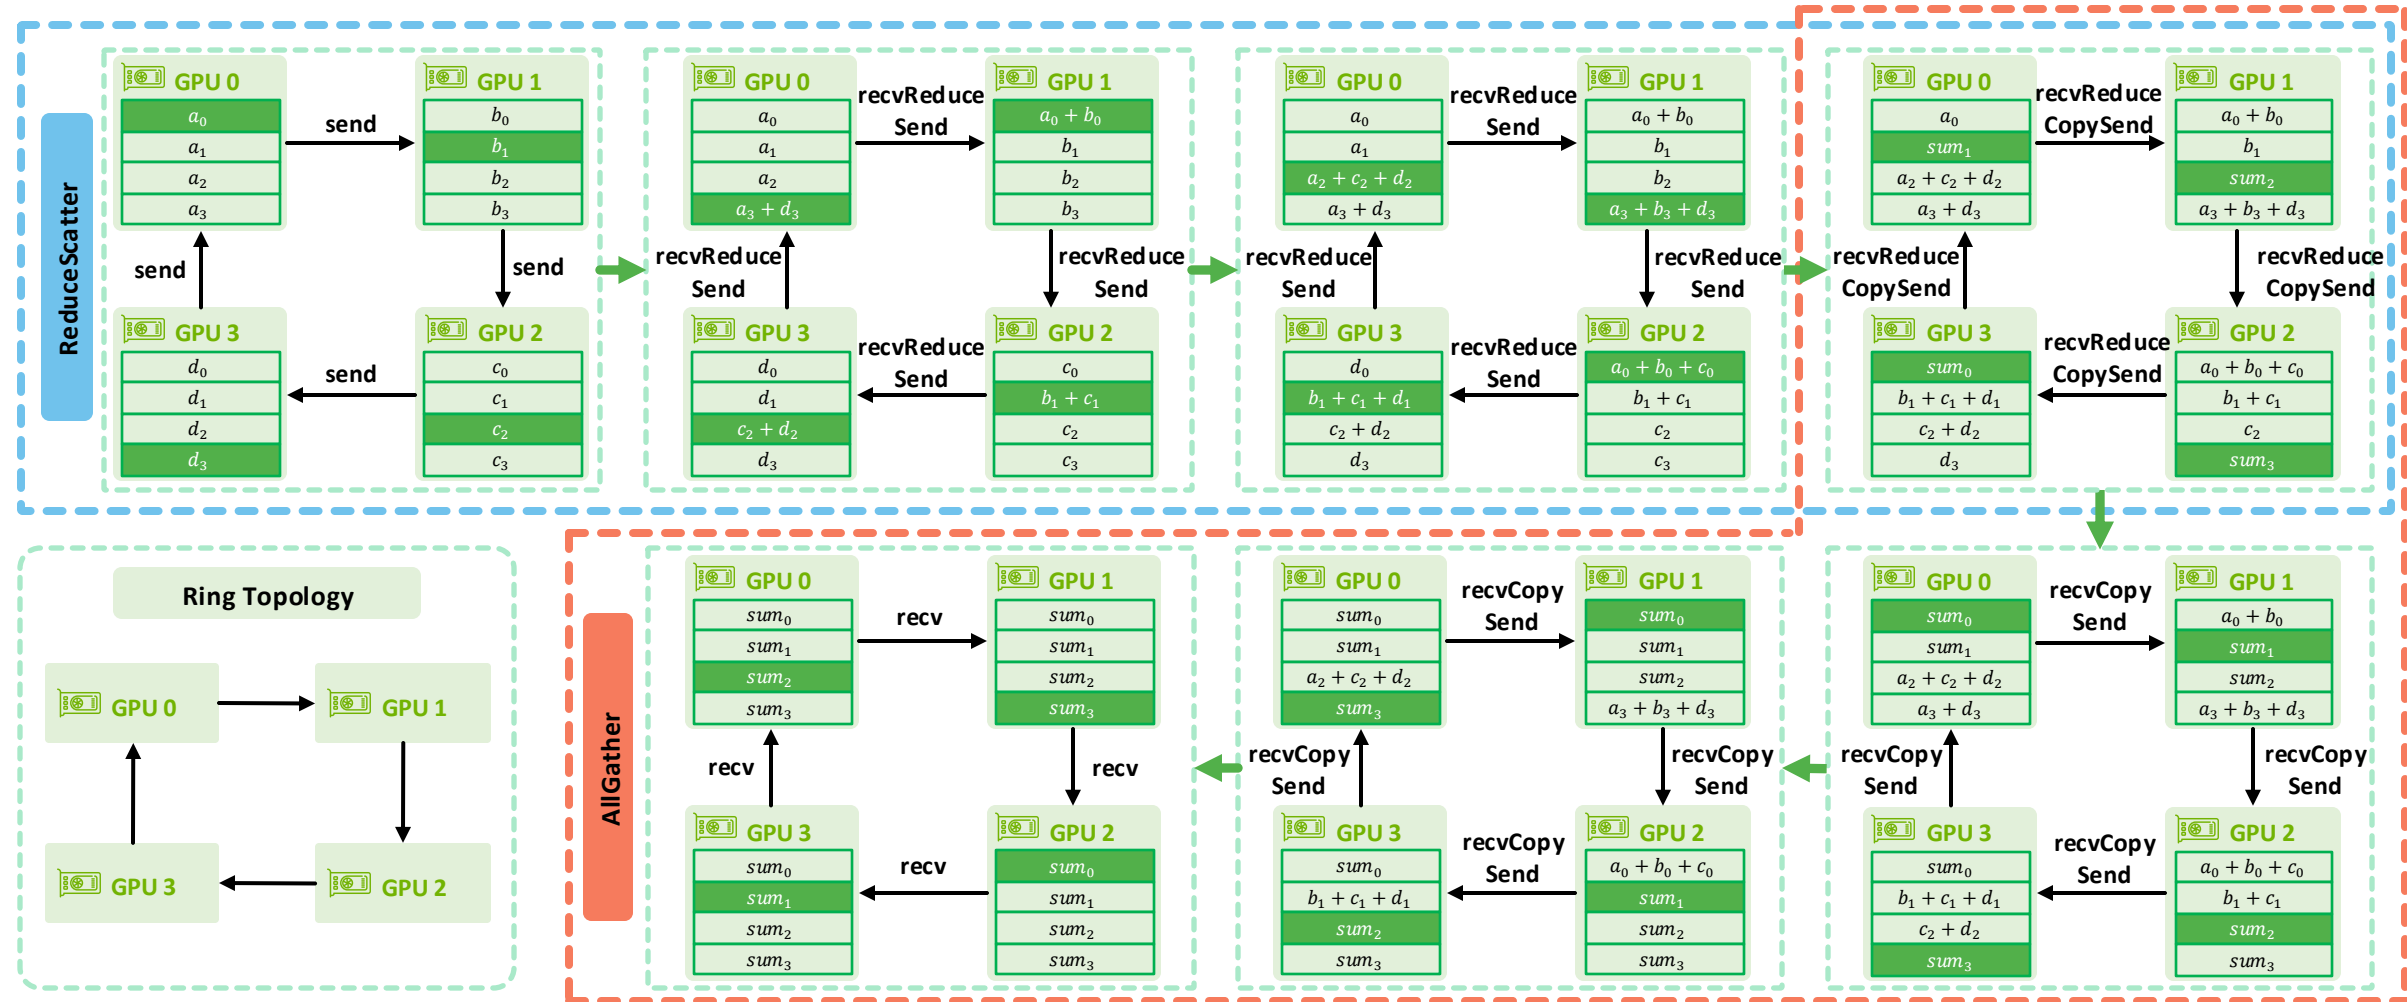 ReduceScatter
GPU 0
a₀
a₁
a₂
a₃
send
GPU 1
b₀
b₁
b₂
b₃
send
send
GPU 3
d₀
d₁
d₂
d₃
send
GPU 2
c₀
c₁
c₂
c₃
GPU 0
a₀
a₁
a₂
a₃ + d₃
recvReduce
Send
GPU 1
a₀ + b₀
b₁
b₂
b₃
recvReduce
Send
recvReduce
Send
GPU 3
d₀
d₁
c₂ + d₂
d₃
recvReduce
Send
GPU 2
c₀
b₁ + c₁
c₂
c₃
GPU 0
a₀
a₁
a₂ + c₂ + d₂
a₃ + d₃
recvReduce
Send
GPU 1
a₀ + b₀
b₁
b₂
a₃ + b₃ + d₃
recvReduce
Send
recvReduce
Send
GPU 3
d₀
b₁ + c₁ + d₁
c₂ + d₂
d₃
recvReduce
Send
GPU 2
a₀ + b₀ + c₀
b₁ + c₁
c₂
c₃
GPU 0
a₀
sum₁
a₂ + c₂ + d₂
a₃ + d₃
recvReduce
CopySend
GPU 1
a₀ + b₀
b₁
sum₂
a₃ + b₃ + d₃
recvReduce
CopySend
recvReduce
CopySend
GPU 3
sum₀
b₁ + c₁ + d₁
c₂ + d₂
d₃
recvReduce
CopySend
GPU 2
a₀ + b₀ + c₀
b₁ + c₁
c₂
sum₃
Ring Topology
GPU 0
GPU 1
GPU 3
GPU 2
AllGather
GPU 0
sum₀
sum₁
sum₂
sum₃
recv
GPU 1
sum₀
sum₁
sum₂
sum₃
recv
recv
GPU 3
sum₀
sum₁
sum₂
sum₃
recv
GPU 2
sum₀
sum₁
sum₂
sum₃
GPU 0
sum₀
sum₁
a₂ + c₂ + d₂
sum₃
recvCopy
Send
GPU 1
sum₀
sum₁
sum₂
a₃ + b₃ + d₃
recvCopy
Send
recvCopy
Send
GPU 3
sum₀
b₁ + c₁ + d₁
sum₂
sum₃
recvCopy
Send
GPU 2
a₀ + b₀ + c₀
sum₁
sum₂
sum₃
GPU 0
sum₀
sum₁
a₂ + c₂ + d₂
a₃ + d₃
recvCopy
Send
GPU 1
a₀ + b₀
sum₁
sum₂
a₃ + b₃ + d₃
recvCopy
Send
recvCopy
Send
GPU 3
sum₀
b₁ + c₁ + d₁
c₂ + d₂
sum₃
recvCopy
Send
GPU 2
a₀ + b₀ + c₀
b₁ + c₁
sum₂
sum₃